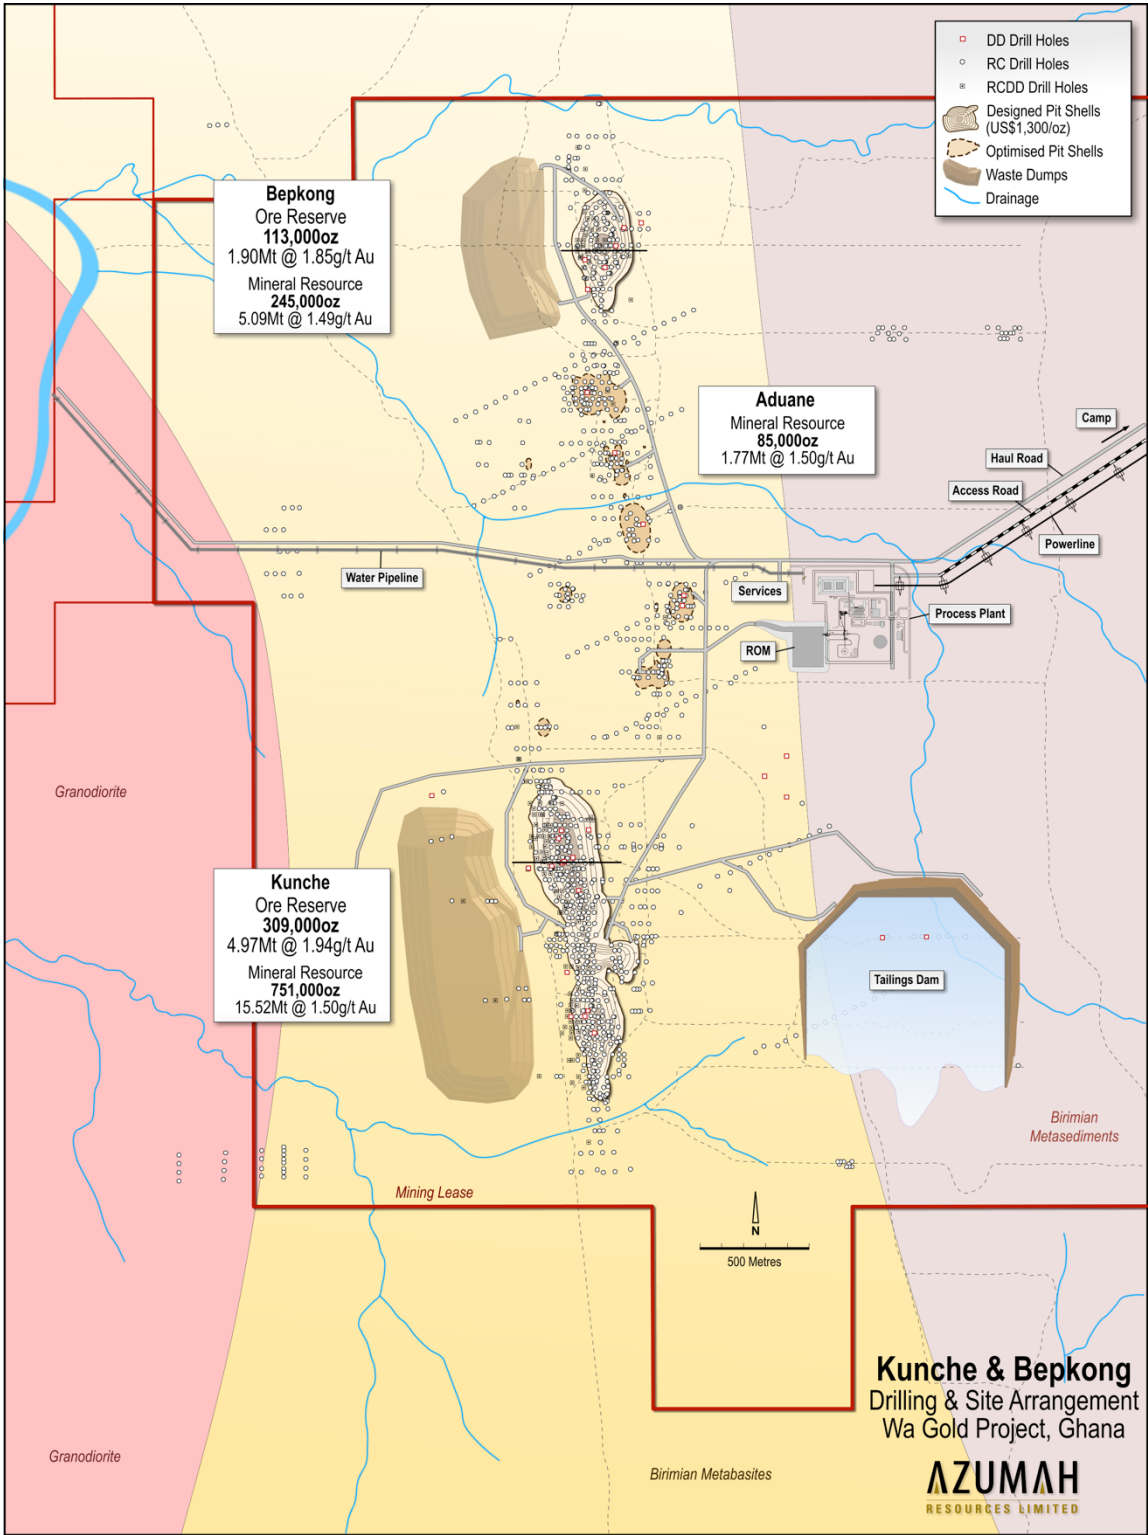 DD Drill Holes
RC Drill Holes
RCDD Drill Holes
Designed Pit Shells
(US$1,300/oz)
Optimised Pit Shells
Waste Dumps
Drainage
Bepkong
Ore Reserve
113,000oz
1.90Mt @ 1.85g/t Au
Mineral Resource
245,000oz
5.09Mt @ 1.49g/t Au
Aduane
Mineral Resource
85,000oz
1.77Mt @ 1.50g/t Au
Camp
Haul Road
Access Road
Powerline
Water Pipeline
Services
Process Plant
ROM
Granodiorite
Kunche
Ore Reserve
309,000oz
4.97Mt @ 1.94g/t Au
Mineral Resource
751,000oz
15.52Mt @ 1.50g/t Au
Tailings Dam
Birimian
Metasediments
Mining Lease
N
500 Metres
Kunche & Bepkong
Drilling & Site Arrangement
Wa Gold Project, Ghana
Granodiorite
Birimian Metabasites
AZUMAH
RESOURCES LIMITED